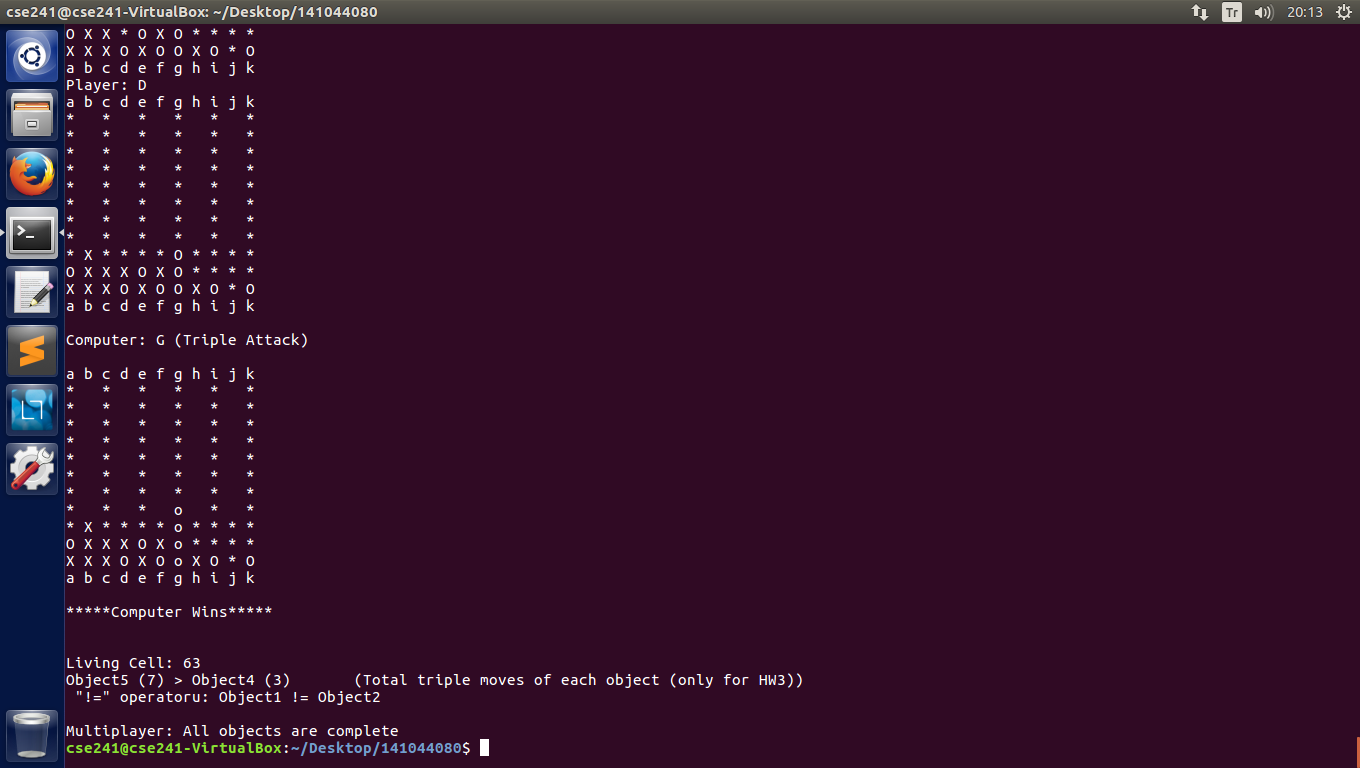 cse241@cse241-VirtualBox: ~/Desktop/141044080
Tr 20:13
O X X * O X O * * * *
X X X O X O O X O * O
a b c d e f g h i j k
Player: D
a b c d e f g h i j k
*   *   *   *   *   *
*   *   *   *   *   *
*   *   *   *   *   *
*   *   *   *   *   *
*   *   *   *   *   *
*   *   *   *   *   *
*   *   *   *   *   *
*   *   *   *   *   *
* X * * * * O * * * *
O X X X O X O * * * *
X X X O X O O X O * O
a b c d e f g h i j k
Computer: G (Triple Attack)
a b c d e f g h i j k
*   *   *   *   *   *
*   *   *   *   *   *
*   *   *   *   *   *
*   *   *   *   *   *
*   *   *   *   *   *
*   *   *   *   *   *
*   *   *   *   *   *
*   *   *   o   *   *
* X * * * * o * * * *
O X X X O X o * * * *
X X X O X O o X O * O
a b c d e f g h i j k
*****Computer Wins*****
Living Cell: 63
Object5 (7) > Object4 (3)       (Total triple moves of each object (only for HW3))
 "!=" operatoru: Object1 != Object2
Multiplayer: All objects are complete
cse241@cse241-VirtualBox:~/Desktop/141044080$